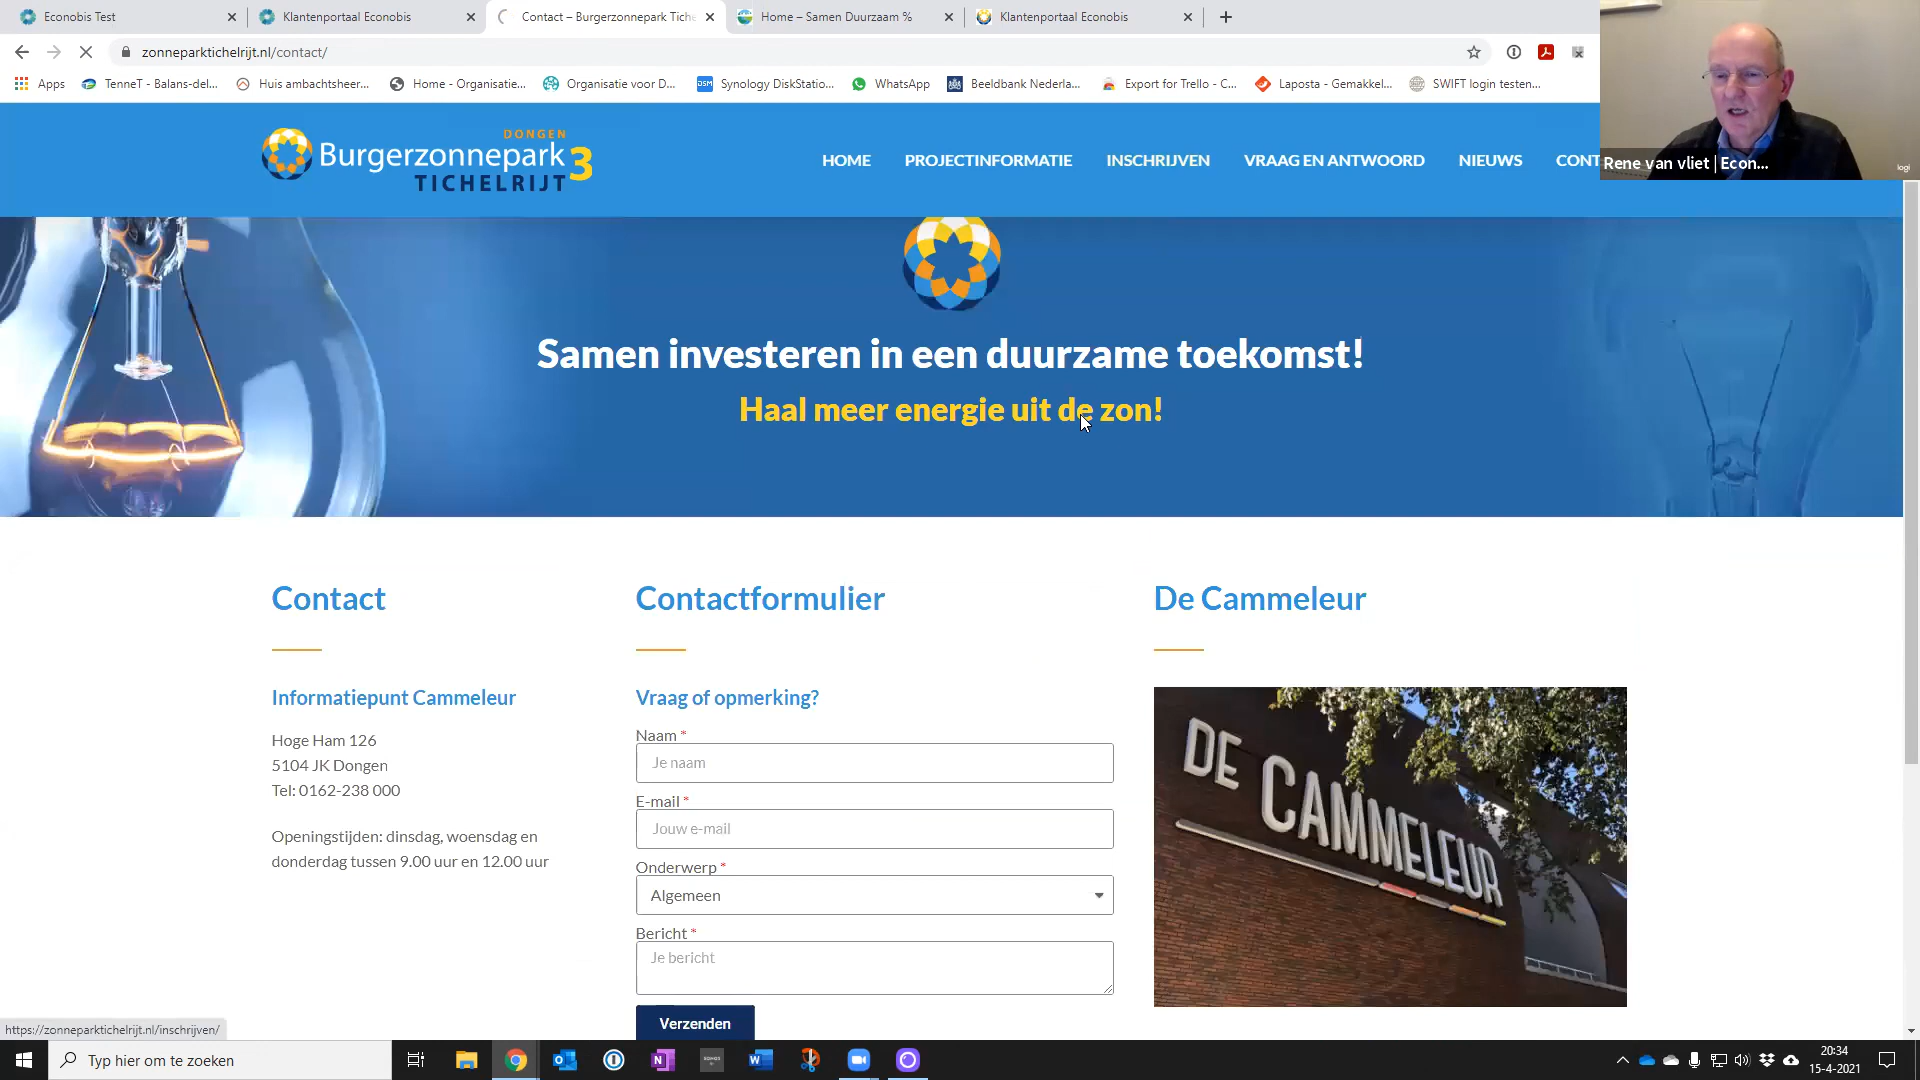 Econobis Test
Klantenportaal Econobis
Contact – Burgerzonnepark Tiche
Home – Samen Duurzaam %
Klantenportaal Econobis
zonneparktichelrijt.nl/contact/
Apps
TenneT - Balans-del...
Huis ambachtsheer...
Home - Organisatie...
Organisatie voor D...
DSM
Synology DiskStatio...
WhatsApp
Beeldbank Nederla...
Export for Trello - C...
Laposta - Gemakkel...
SWIFT login testen...
DONGEN
Burgerzonnepark 3
TICHELRIJT
HOME
PROJECTINFORMATIE
INSCHRIJVEN
VRAAG EN ANTWOORD
NIEUWS
CONT
Rene van vliet | Econ...
logi
Samen investeren in een duurzame toekomst!
Haal meer energie uit de zon!
Contact
Informatiepunt Cammeleur
Hoge Ham 126
5104 JK Dongen
Tel: 0162-238 000
Openingstijden: dinsdag, woensdag en
donderdag tussen 9.00 uur en 12.00 uur
Contactformulier
Vraag of opmerking?
Naam *
Je naam
E-mail *
Jouw e-mail
Onderwerp *
Algemeen
Bericht *
Je bericht
Verzenden
De Cammeleur
DE CAMMELEUR
https://zonneparktichelrijt.nl/inschrijven/
Typ hier om te zoeken
SONOS
20:34
15-4-2021